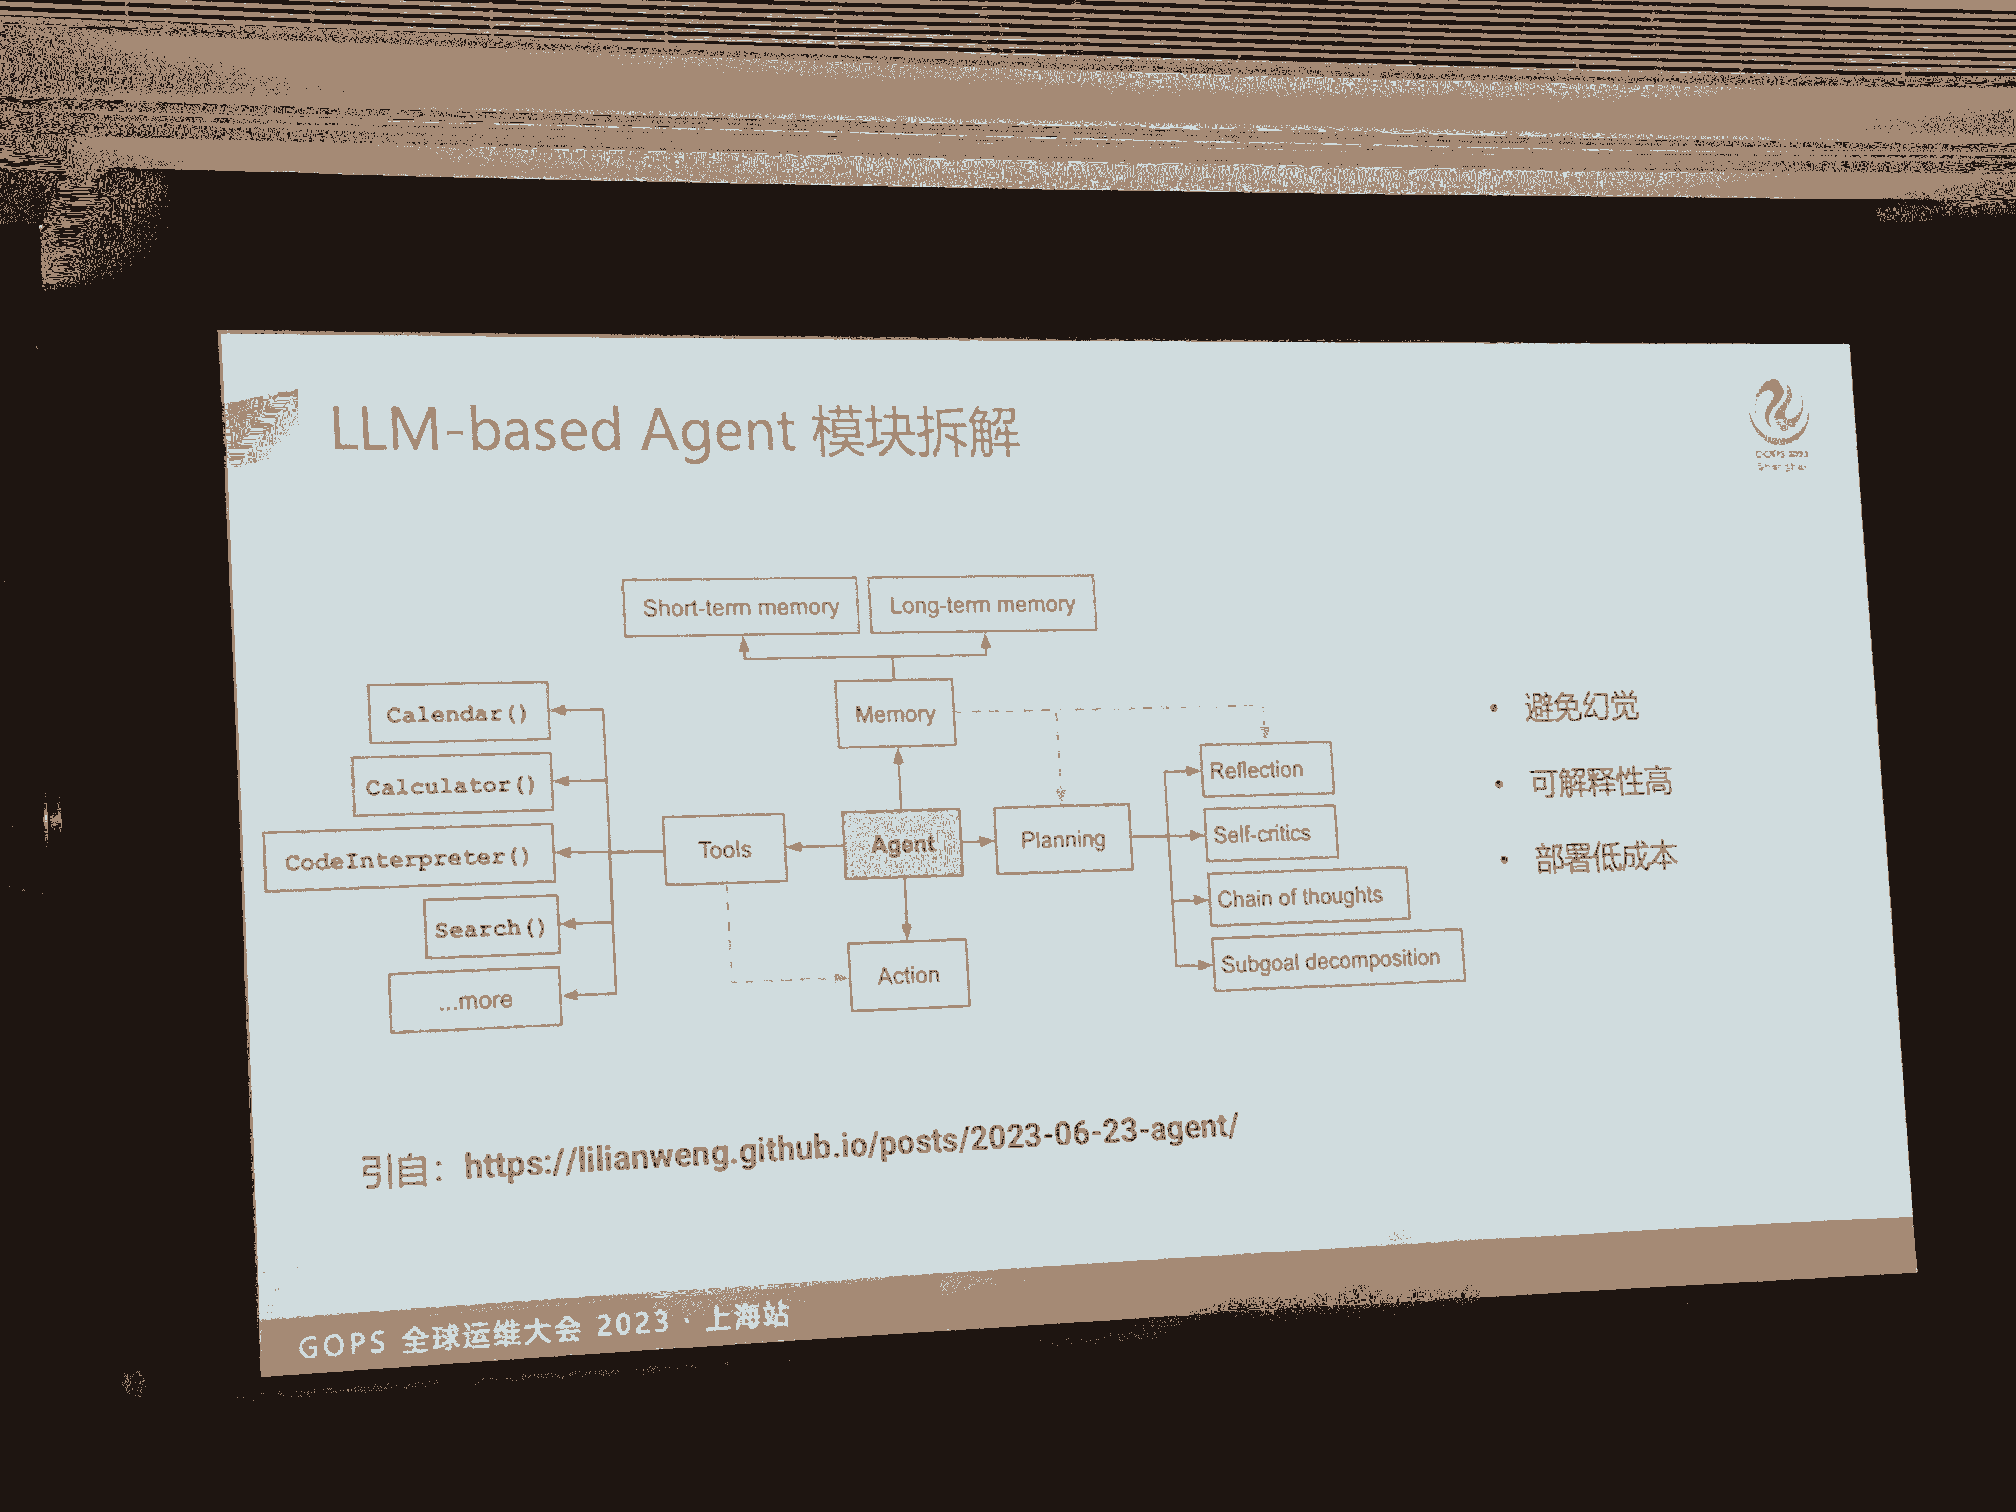 LLM-based Agent 模块拆解
GOPS 2023
Shanghai
Short-term memory
Long-term memory
Calendar()
Memory
避免幻觉
Reflection
Calculator()
可解释性高
Tools
Agent
Planning
Self-critics
CodeInterpreter()
部署低成本
Chain of thoughts
Search()
Subgoal decomposition
Action
...more
引自：https://lilianweng.github.io/posts/2023-06-23-agent/
GOPS 全球运维大会 2023 · 上海站